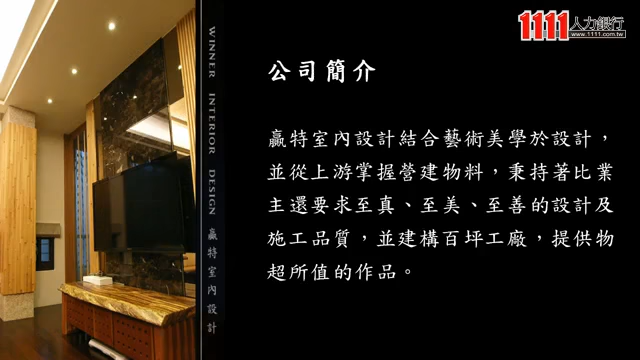 1111人力銀行
www.1111.com.tw
公司簡介
贏特室內設計結合藝術美學於設計，
並從上游掌握營建物料，秉持著比業
主還要求至真、至美、至善的設計及
施工品質，並建構百坪工廠，提供物
超所值的作品。
WINNER INTERIOR DESIGN 贏特室內設計